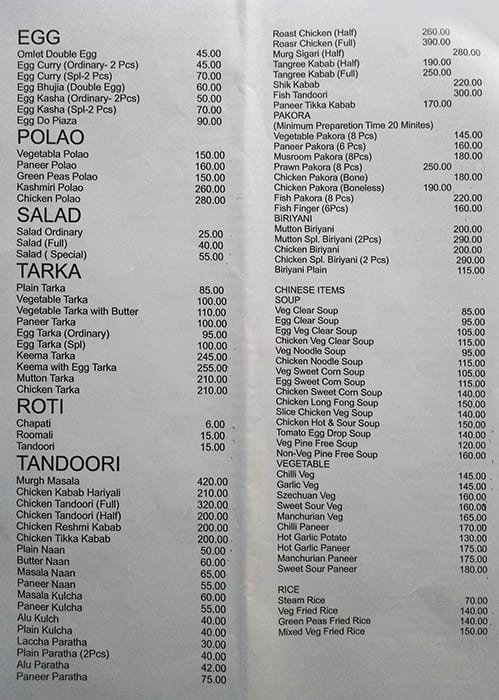 EGG
Omlet Double Egg 45.00
Egg Curry (Ordinary- 2 Pcs) 45.00
Egg Curry (Spl-2 Pcs) 70.00
Egg Bhujia (Double Egg) 60.00
Egg Kasha (Ordinary- 2Pcs) 50.00
Egg Kasha (Spl-2 Pcs) 70.00
Egg Do Piaza 90.00
POLAO
Vegetabla Polao 150.00
Paneer Polao 160.00
Green Peas Polao 150.00
Kashmiri Polao 260.00
Chicken Polao 280.00
SALAD
Salad Ordinary 25.00
Salad (Full) 40.00
Salad ( Special) 55.00
TARKA
Plain Tarka 85.00
Vegetable Tarka 100.00
Vegetable Tarka with Butter 110.00
Paneer Tarka 100.00
Egg Tarka (Ordinary) 95.00
Egg Tarka (Spl) 100.00
Keema Tarka 245.00
Keema with Egg Tarka 255.00
Mutton Tarka 210.00
Chicken Tarka 210.00
ROTI
Chapati 6.00
Roomali 15.00
Tandoori 15.00
TANDOORI
Murgh Masala 420.00
Chicken Kabab Hariyali 210.00
Chicken Tandoori (Full) 320.00
Chicken Tandoori (Half) 200.00
Chicken Reshmi Kabab 200.00
Chicken Tikka Kabab 200.00
Plain Naan 50.00
Butter Naan 60.00
Masala Naan 65.00
Paneer Naan 55.00
Masala Kulcha 60.00
Paneer Kulcha 55.00
Alu Kulch 40.00
Plain Kulcha 40.00
Laccha Paratha 30.00
Plain Paratha (2Pcs) 40.00
Alu Paratha 42.00
Paneer Paratha 75.00
Roast Chicken (Half) 260.00
Roasr Chicken (Full) 390.00
Murg Sigari (Half) 280.00
Tangree Kabab (Half) 190.00
Tangree Kabab (Full) 250.00
Shik Kabab 220.00
Fish Tandoori 300.00
Paneer Tikka Kabab 170.00
PAKORA
(Minimum Preparetion Time 20 Minites)
Vegetable Pakora (8 Pcs) 145.00
Paneer Pakora (6 Pcs) 160.00
Musroom Pakora (8Pcs) 180.00
Prawn Pakora (8 Pcs) 250.00
Chicken Pakora (Bone) 180.00
Chicken Pakora (Boneless) 190.00
Fish Pakora (8 Pcs) 220.00
Fish Finger (6Pcs) 160.00
BIRIYANI
Mutton Biriyani 200.00
Mutton Spl. Biriyani (2Pcs) 290.00
Chicken Biriyani 200.00
Chicken Spl. Biriyani (2 Pcs) 290.00
Biriyani Plain 115.00
CHINESE ITEMS
SOUP
Veg Clear Soup 85.00
Egg Clear Soup 95.00
Egg Veg Clear Soup 105.00
Chicken Veg Clear Soup 115.00
Veg Noodle Soup 95.00
Chicken Noodle Soup 115.00
Veg Sweet Corn Soup 105.00
Egg Sweet Corn Soup 115.00
Chicken Sweet Corn Soup 140.00
Chicken Long Fong Soup 150.00
Slice Chicken Veg Soup 140.00
Chicken Hot & Sour Soup 150.00
Tomato Egg Drop Soup 140.00
Veg Pine Free Soup 120.00
Non-Veg Pine Free Soup 160.00
VEGETABLE
Chilli Veg 145.00
Garlic Veg 145.00
Szechuan Veg 160.00
Sweet Sour Veg 160.00
Manchurian Veg 165.00
Chilli Paneer 170.00
Hot Garlic Potato 130.00
Hot Garlic Paneer 175.00
Manchurian Paneer 175.00
Sweet Sour Paneer 180.00
RICE
Steam Rice 70.00
Veg Fried Rice 140.00
Green Peas Fried Rice 140.00
Mixed Veg Fried Rice 150.00